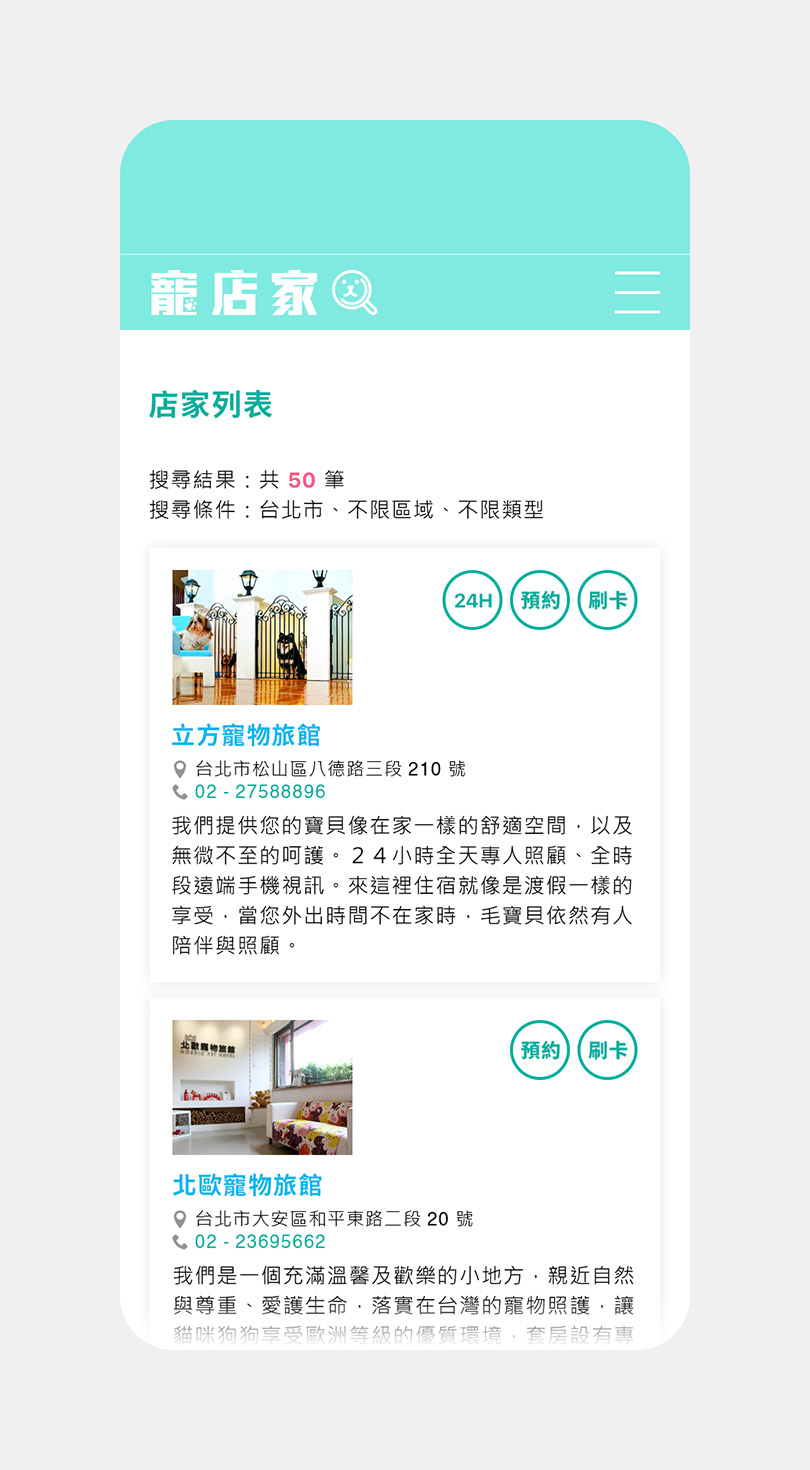 寵店家
店家列表
搜尋結果：共 50 筆
搜尋條件：台北市、不限區域、不限類型
24H 預約 刷卡
立方寵物旅館
台北市松山區八德路三段 210 號
02 - 27588896
我們提供您的寶貝像在家一樣的舒適空間，以及
無微不至的呵護。２４小時全天專人照顧、全時
段遠端手機視訊。來這裡住宿就像是渡假一樣的
享受，當您外出時間不在家時，毛寶貝依然有人
陪伴與照顧。
北歐寵物旅館
NORDIC PET HOTEL
預約 刷卡
北歐寵物旅館
台北市大安區和平東路二段 20 號
02 - 23695662
我們是一個充滿溫馨及歡樂的小地方，親近自然
與尊重、愛護生命，落實在台灣的寵物照護，讓
貓咪狗狗享受歐洲等級的優質環境，套房設有專